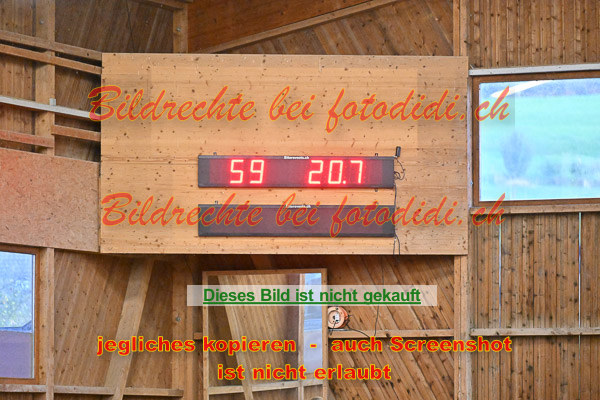 Bildrechte bei fotodidi.ch
59 20.7
Bildrechte bei fotodidi.ch
Dieses Bild ist nicht gekauft
jegliches kopieren - auch Screenshot
ist nicht erlaubt